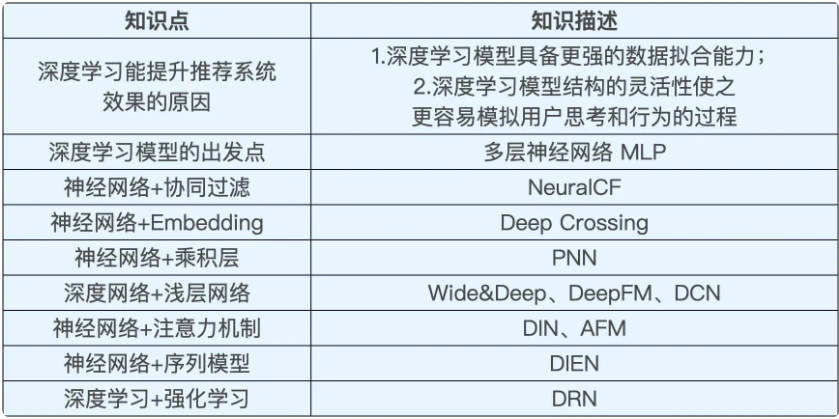 知识点
知识描述
深度学习能提升推荐系统
效果的原因
1.深度学习模型具备更强的数据拟合能力；
2.深度学习模型结构的灵活性使之
更容易模拟用户思考和行为的过程
深度学习模型的出发点
多层神经网络 MLP
神经网络+协同过滤
NeuralCF
神经网络+Embedding
Deep Crossing
神经网络+乘积层
PNN
深度网络+浅层网络
Wide&Deep、DeepFM、DCN
神经网络+注意力机制
DIN、AFM
神经网络+序列模型
DIEN
深度学习+强化学习
DRN